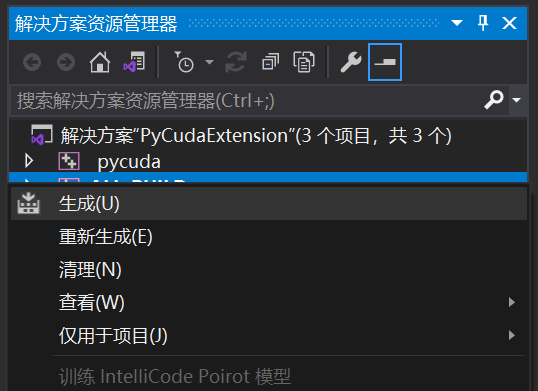 解决方案资源管理器
搜索解决方案资源管理器(Ctrl+;)
解决方案"PyCudaExtension"(3 个项目，共 3 个)
pycuda
生成(U)
重新生成(E)
清理(N)
查看(W)
仅用于项目(J)
训练 IntelliCode Poirot 模型